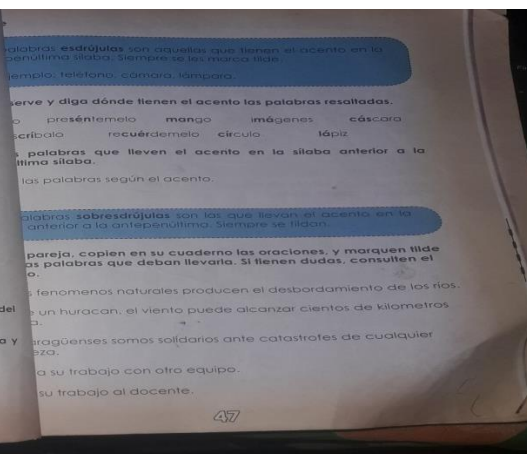 palabras esdrújulas son aquellas que tienen el acento en la
penúltima sílaba. Siempre se les marca tilde
jemplo: teléfono, cámara, lámpara.
serve y diga dónde tienen el acento las palabras resaltadas.
o preséntemelo mango imágenes cáscara
scríbalo recuérdemelo círculo lápiz
s palabras que lleven el acento en la sílaba anterior a la
ltima sílaba.
las palabras según el acento.
alabras sobresdrújulas son las que llevan el acento en la
anterior a la antepenúltima. Siempre se tildan.
pareja, copien en su cuaderno las oraciones, y marquen tilde
as palabras que deban llevarla. Si tienen dudas, consulten el
o.
s fenomenos naturales producen el desbordamiento de los rios.
del e un huracan, el viento puede alcanzar cientos de kilometros
a.
a y aragüenses somos solidarios ante catastrofes de cualquier
eza.
a su trabajo con otro equipo.
su trabajo al docente.
47